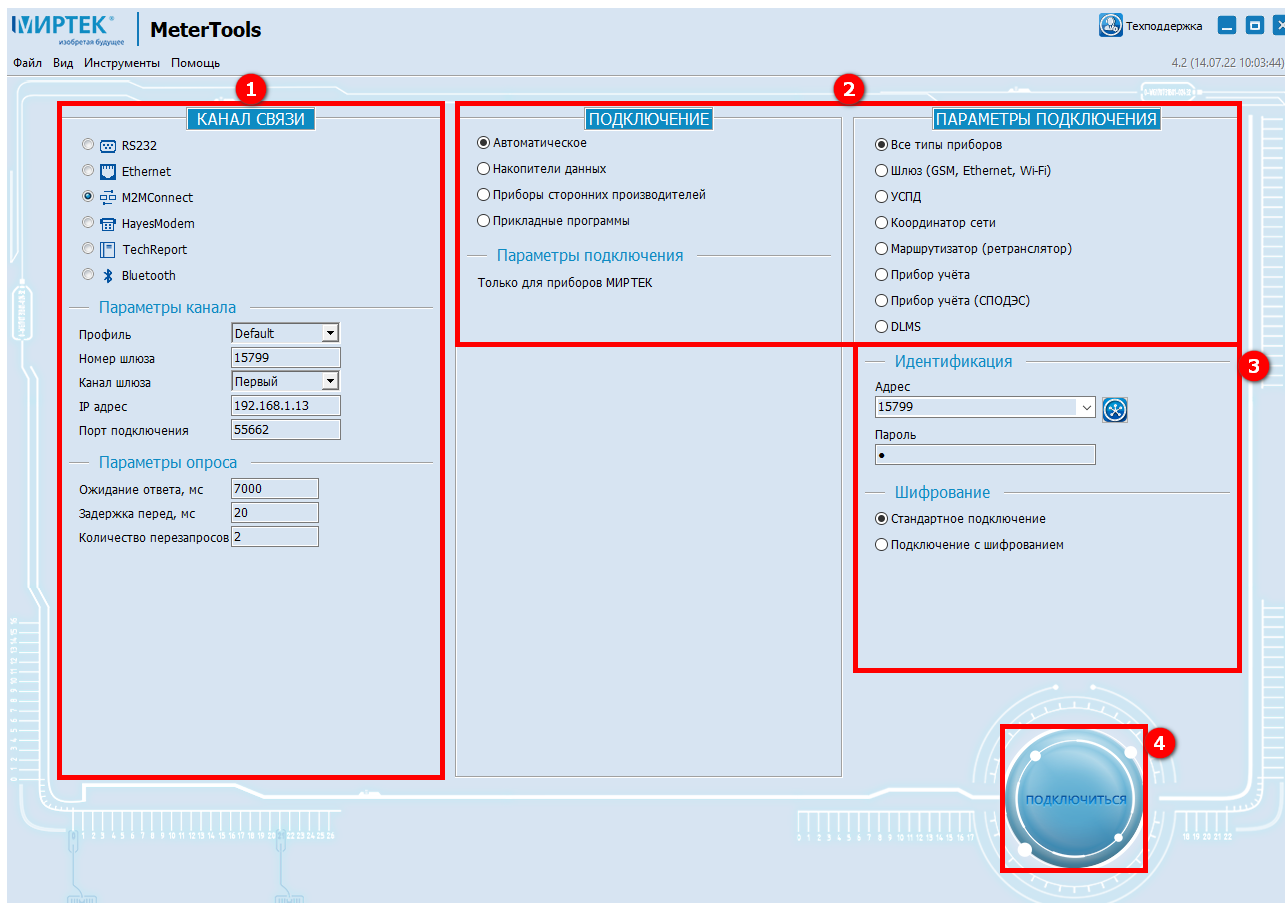 МИРТЕК®
изобретая будущее
MeterTools
Техподдержка
Файл Вид Инструменты Помощь
4.2 (14.07.22 10:03:44)
1
КАНАЛ СВЯЗИ
RS232
Ethernet
M2MConnect
HayesModem
TechReport
Bluetooth
Параметры канала
Профиль Default
Номер шлюза 15799
Канал шлюза Первый
IP адрес 192.168.1.13
Порт подключения 55662
Параметры опроса
Ожидание ответа, мс 7000
Задержка перед, мс 20
Количество перезапросов 2
2
ПОДКЛЮЧЕНИЕ
Автоматическое
Накопители данных
Приборы сторонних производителей
Прикладные программы
Параметры подключения
Только для приборов МИРТЕК
ПАРАМЕТРЫ ПОДКЛЮЧЕНИЯ
Все типы приборов
Шлюз (GSM, Ethernet, Wi-Fi)
УСПД
Координатор сети
Маршрутизатор (ретранслятор)
Прибор учёта
Прибор учёта (СПОДЭС)
DLMS
3
Идентификация
Адрес
15799
Пароль
Шифрование
Стандартное подключение
Подключение с шифрованием
4
ПОДКЛЮЧИТЬСЯ